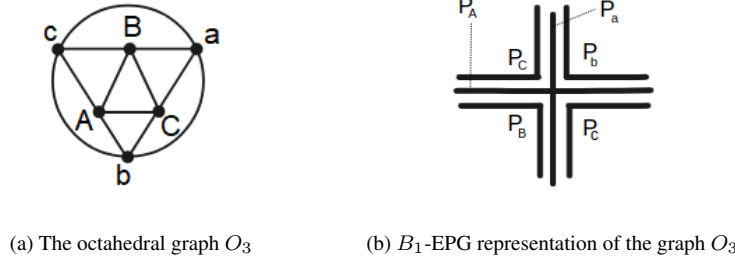 c B a
A C
b
P_A P_a
P_C P_b
P_B P_C
(a) The octahedral graph O_3
(b) B_1-EPG representation of the graph O_3